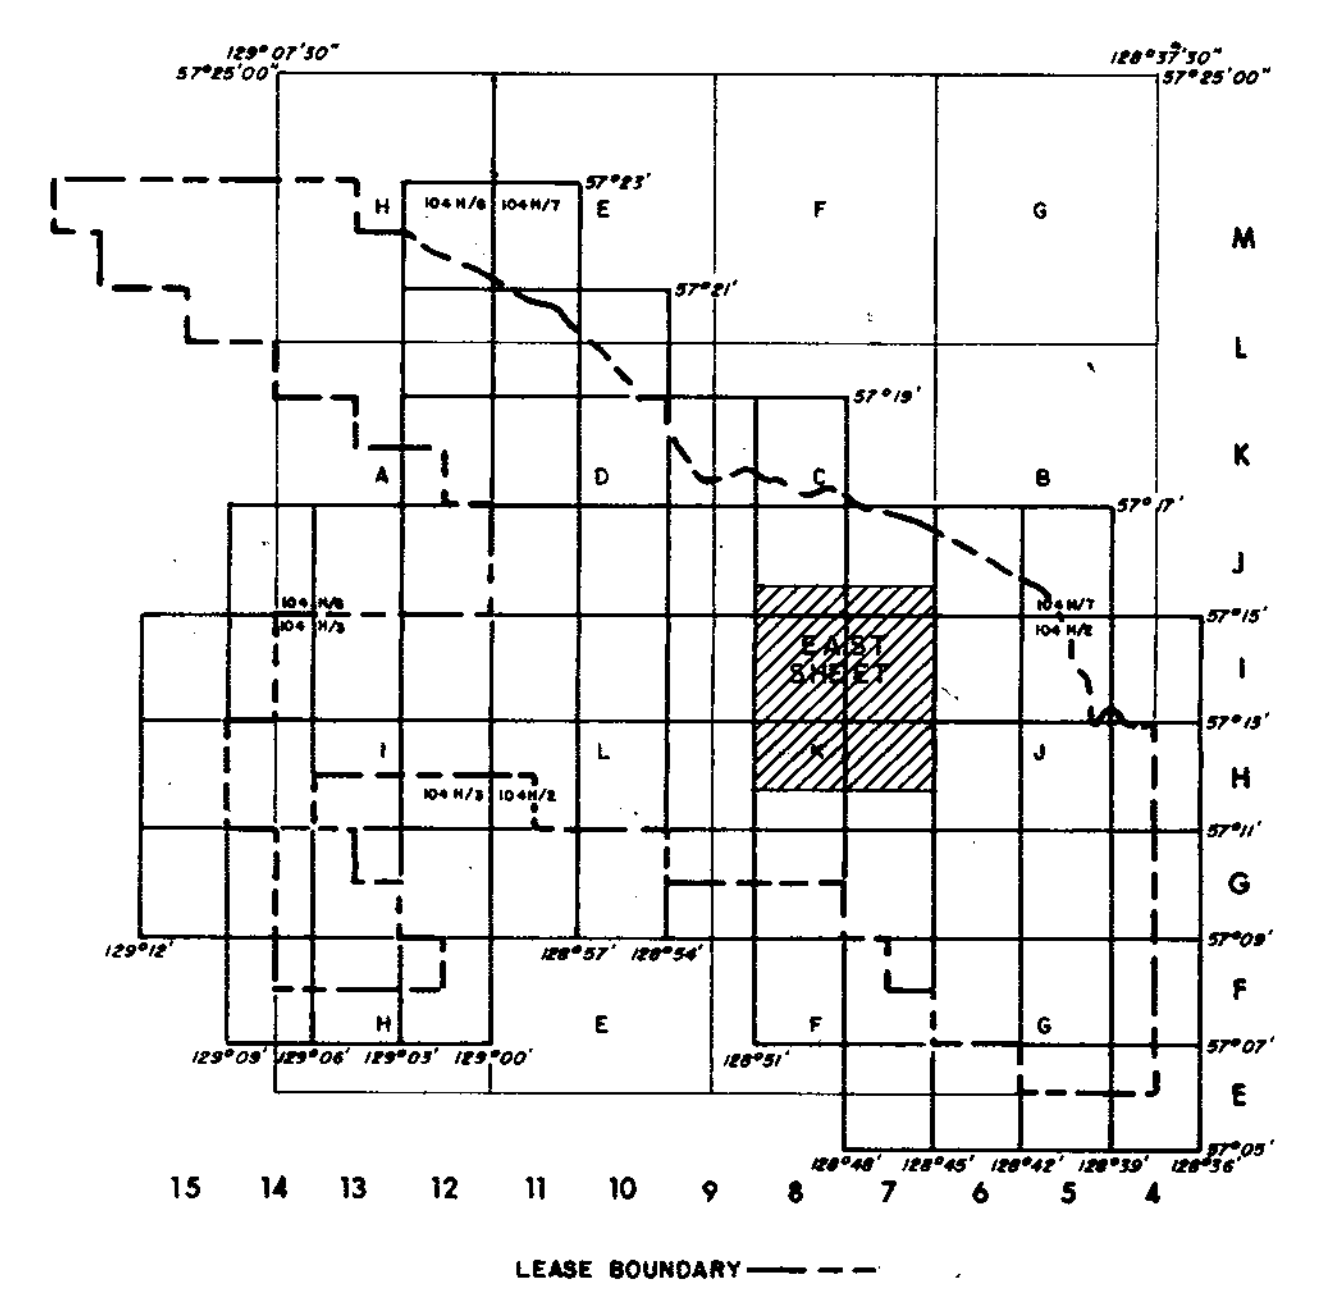 129° 07'30" 128° 37'30"
57°25'00" 57°25'00"
57°23'
H 104 H/6 104 H/7 E F G
M
57°21'
L
57°19'
K
A D C B
57°17'
J
104 H/6 104 H/7
57°15'
104 H/3 104 H/2
EAST
SHEET
I
57°13'
I L K J
H
104 H/3 104 H/2
57°11'
G
129°12' 128°57' 128°54' 57°09'
F
H E F G
129°09' 129°06' 129°03' 129°00' 128°51' 57°07'
E
57°05'
128°48' 128°45' 128°42' 128°39' 128°36'
15 14 13 12 11 10 9 8 7 6 5 4
LEASE BOUNDARY